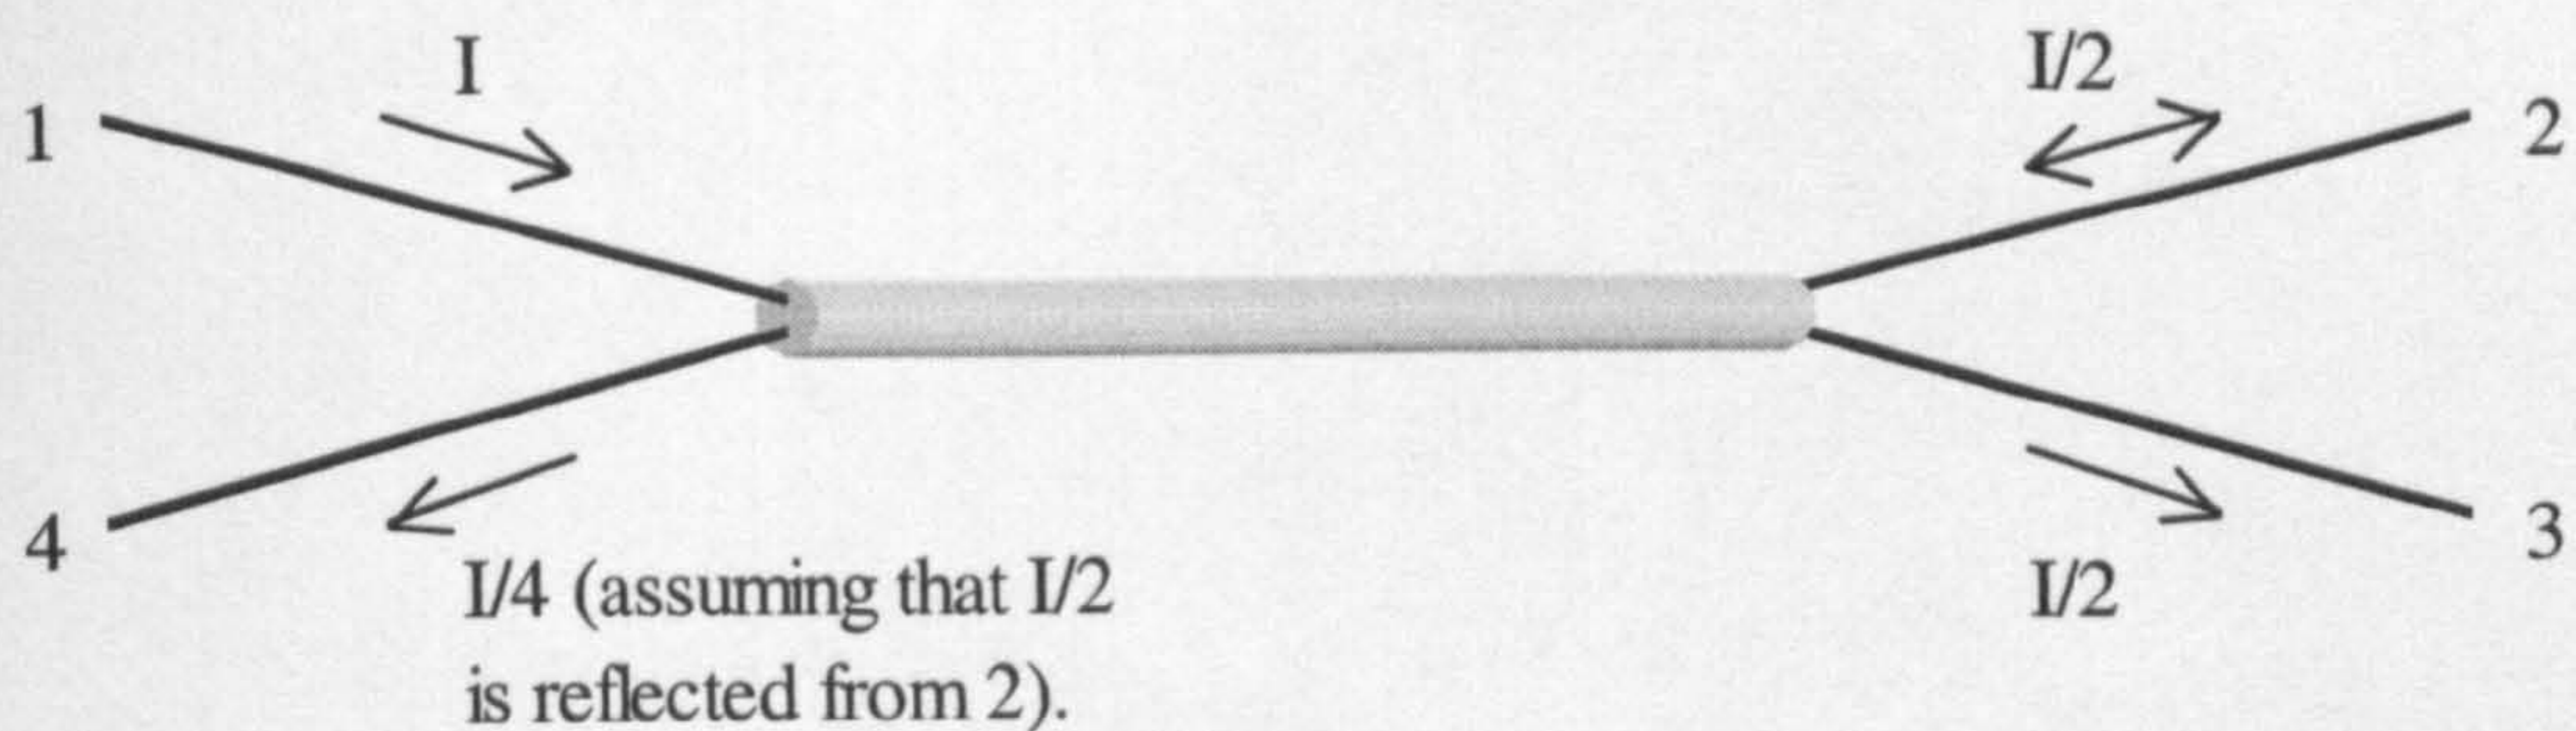 I
I/2
1
2
4
3
I/4 (assuming that I/2
is reflected from 2).
I/2